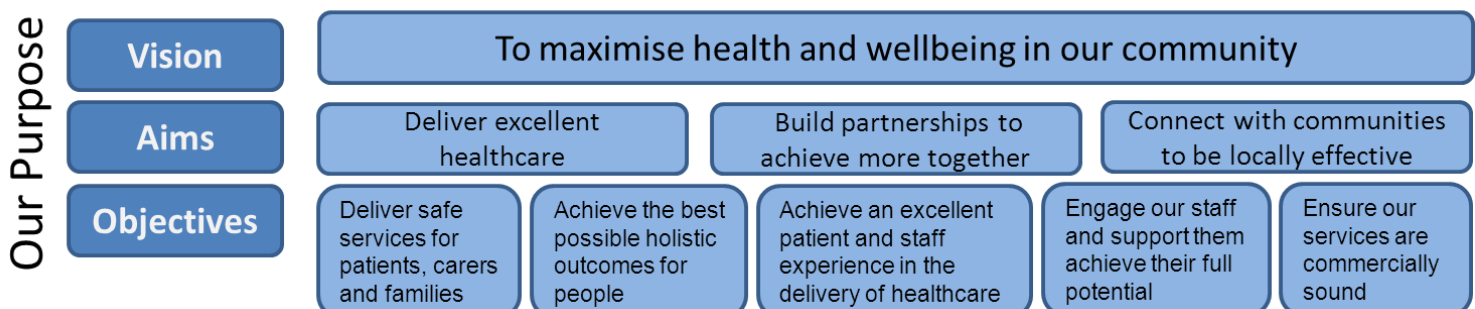 Our Purpose
Vision
To maximise health and wellbeing in our community
Aims
Deliver excellent
healthcare
Build partnerships to
achieve more together
Connect with communities
to be locally effective
Objectives
Deliver safe
services for
patients, carers
and families
Achieve the best
possible holistic
outcomes for
people
Achieve an excellent
patient and staff
experience in the
delivery of healthcare
Engage our staff
and support them
achieve their full
potential
Ensure our
services are
commercially
sound